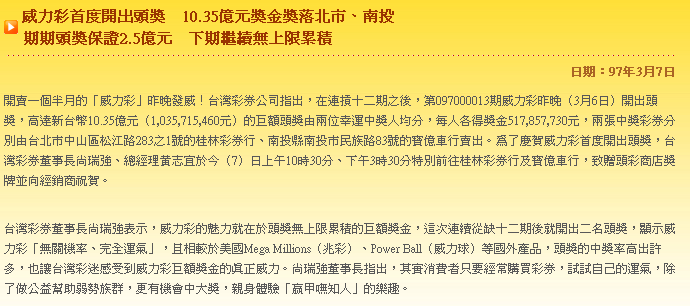 威力彩首度開出頭獎　10.35億元獎金獎落北市、南投
期期頭獎保證2.5億元　下期繼續無上限累積
日期：97年3月7日
開賣一個半月的「威力彩」昨晚發威！台灣彩券公司指出，在連摃十二期之後，第097000013期威力彩昨晚（3月6日）開出頭
獎，高達新台幣10.35億元（1,035,715,460元）的巨額頭獎由兩位幸運中獎人均分，每人各得獎金517,857,730元，兩張中獎彩券分
別由台北市中山區松江路283之1號的桂林彩券行、南投縣南投市民族路83號的寶億車行賣出。為了慶賀威力彩首度開出頭獎，台
灣彩券董事長尚瑞強、總經理黃志宜於今（7）日上午10時30分、下午3時30分特別前往桂林彩券行及寶億車行，致贈頭彩商店獎
牌並向經銷商祝賀。
台灣彩券董事長尚瑞強表示，威力彩的魅力就在於頭獎無上限累積的巨額獎金，這次連續從缺十二期後就開出二名頭獎，顯示威
力彩「無關機率、完全運氣」，且相較於美國Mega Millions（兆彩）、Power Ball（威力球）等國外產品，頭獎的中獎率高出許
多，也讓台灣彩迷感受到威力彩巨額獎金的真正威力。尚瑞強董事長指出，其實消費者只要經常購買彩券，試試自己的運氣，除
了做公益幫助弱勢族群，更有機會中大獎，親身體驗「贏甲嘸知人」的樂趣。